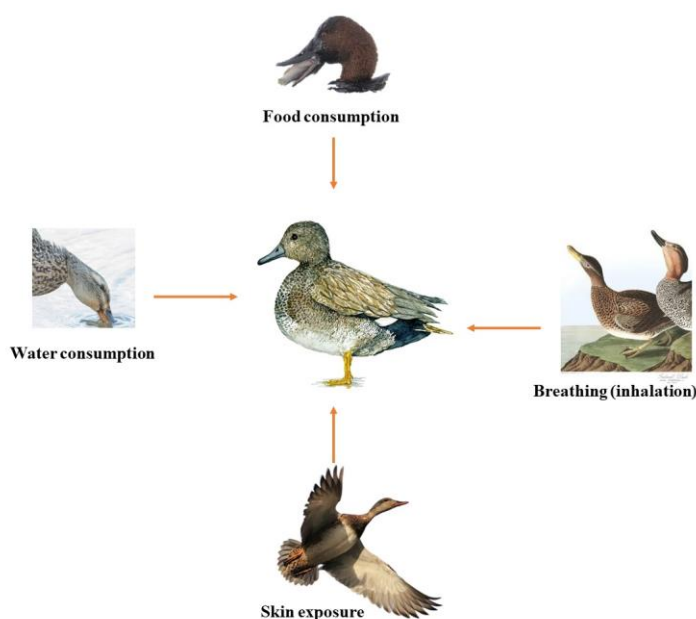 Food consumption
Water consumption
Breathing (inhalation)
Skin exposure